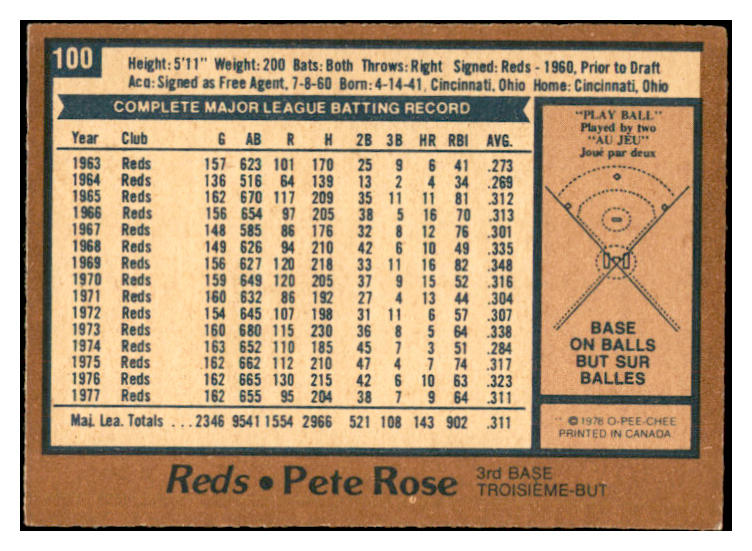 100
Height: 5'11" Weight: 200 Bats: Both Throws: Right Signed: Reds - 1960, Prior to Draft
Acq: Signed as Free Agent, 7-8-60 Born: 4-14-41, Cincinnati, Ohio Home: Cincinnati, Ohio
COMPLETE MAJOR LEAGUE BATTING RECORD
Year Club G AB R H 2B 3B HR RBI AVG.
1963 Reds 157 623 101 170 25 9 6 41 .273
1964 Reds 136 516 64 139 13 2 4 34 .269
1965 Reds 162 670 117 209 35 11 11 81 .312
1966 Reds 156 654 97 205 38 5 16 70 .313
1967 Reds 148 585 86 176 32 8 12 76 .301
1968 Reds 149 626 94 210 42 6 10 49 .335
1969 Reds 156 627 120 218 33 11 16 82 .348
1970 Reds 159 649 120 205 37 9 15 52 .316
1971 Reds 160 632 86 192 27 4 13 44 .304
1972 Reds 154 645 107 198 31 11 6 57 .307
1973 Reds 160 680 115 230 36 8 5 64 .338
1974 Reds 163 652 110 185 45 7 3 51 .284
1975 Reds 162 662 112 210 47 4 7 74 .317
1976 Reds 162 665 130 215 42 6 10 63 .323
1977 Reds 162 655 95 204 38 7 9 64 .311
Maj. Lea. Totals ... 2346 9541 1554 2966 521 108 143 902 .311
"PLAY BALL"
Played by two
"AU JEU"
Joué par deux
BASE
ON BALLS
BUT SUR
BALLES
** © 1978 O-PEE-CHEE
PRINTED IN CANADA
Reds • Pete Rose 3rd BASE
TROISIÈME-BUT